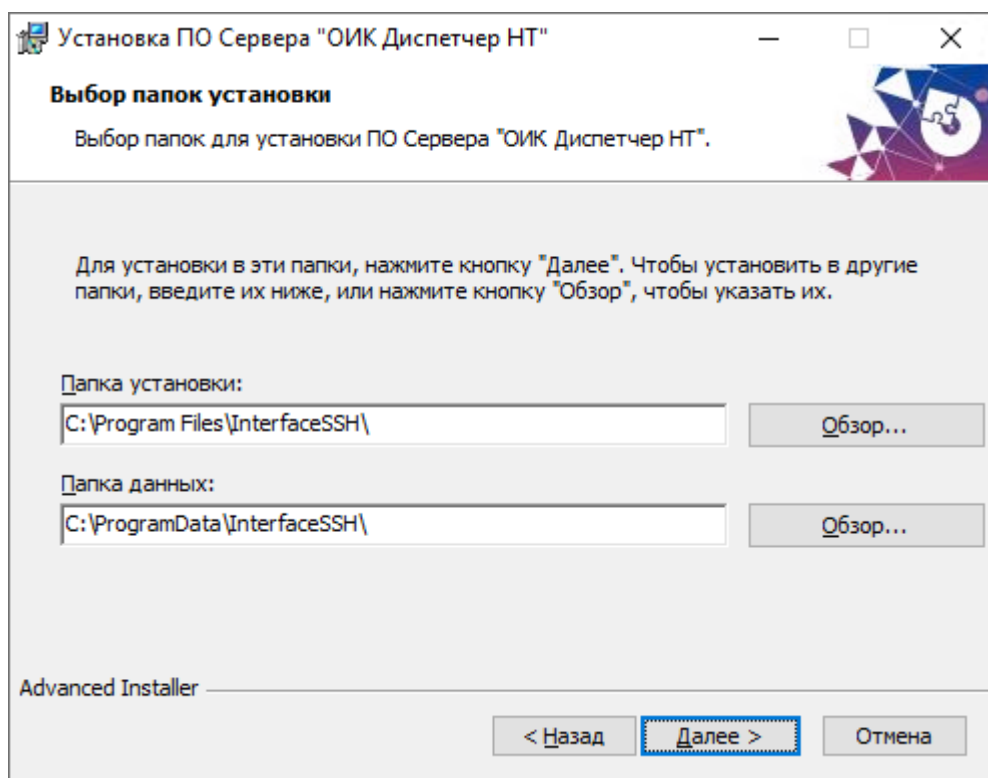 Установка ПО Сервера "ОИК Диспетчер НТ"
Выбор папок установки
Выбор папок для установки ПО Сервера "ОИК Диспетчер НТ".
Для установки в эти папки, нажмите кнопку "Далее". Чтобы установить в другие
папки, введите их ниже, или нажмите кнопку "Обзор", чтобы указать их.
Папка установки:
C:\Program Files\InterfaceSSH\
Обзор...
Папка данных:
C:\ProgramData\InterfaceSSH\
Обзор...
Advanced Installer
< Назад
Далее >
Отмена